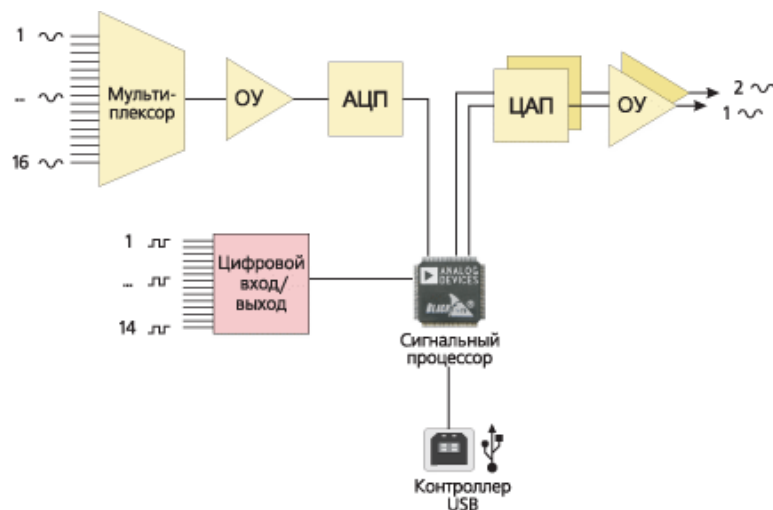 1
...
16
Мульти-
плексор
ОУ
АЦП
ЦАП
ОУ
2
1
1
...
14
Цифровой
вход/
выход
ANALOG
DEVICES
Сигнальный
процессор
Контроллер
USB